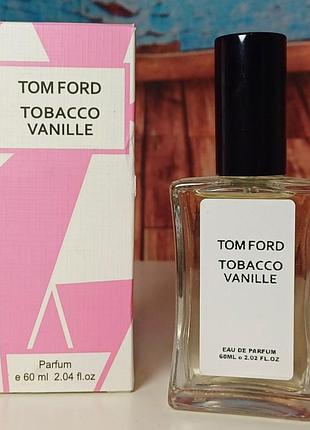 TOM FORD
TOBACCO
VANILLE
Parfum
e 60 ml 2.04 fl.oz
TOM FORD
TOBACCO
VANILLE
EAU DE PARFUM
60ML e 2.02 FL.OZ